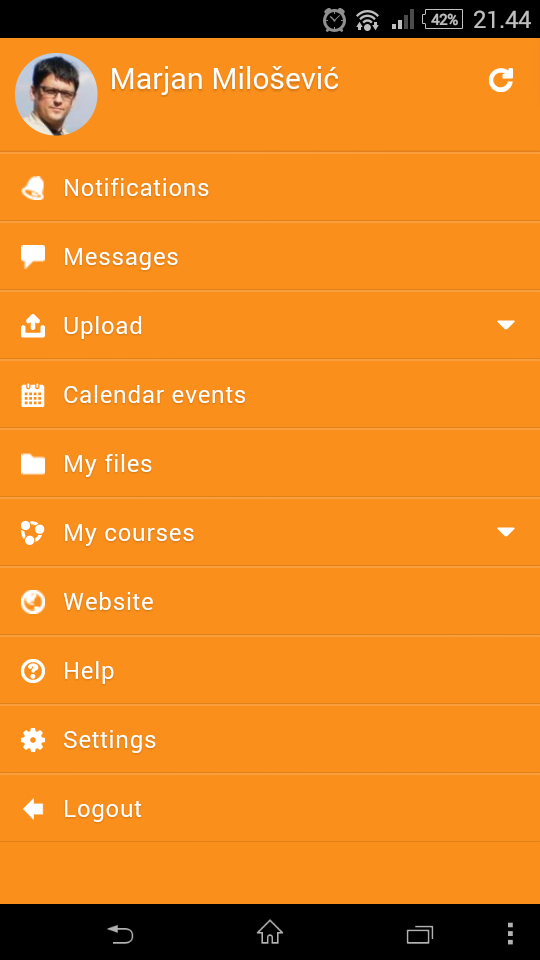 42% 21.44
Marjan Milošević
Notifications
Messages
Upload
Calendar events
My files
My courses
Website
Help
Settings
Logout